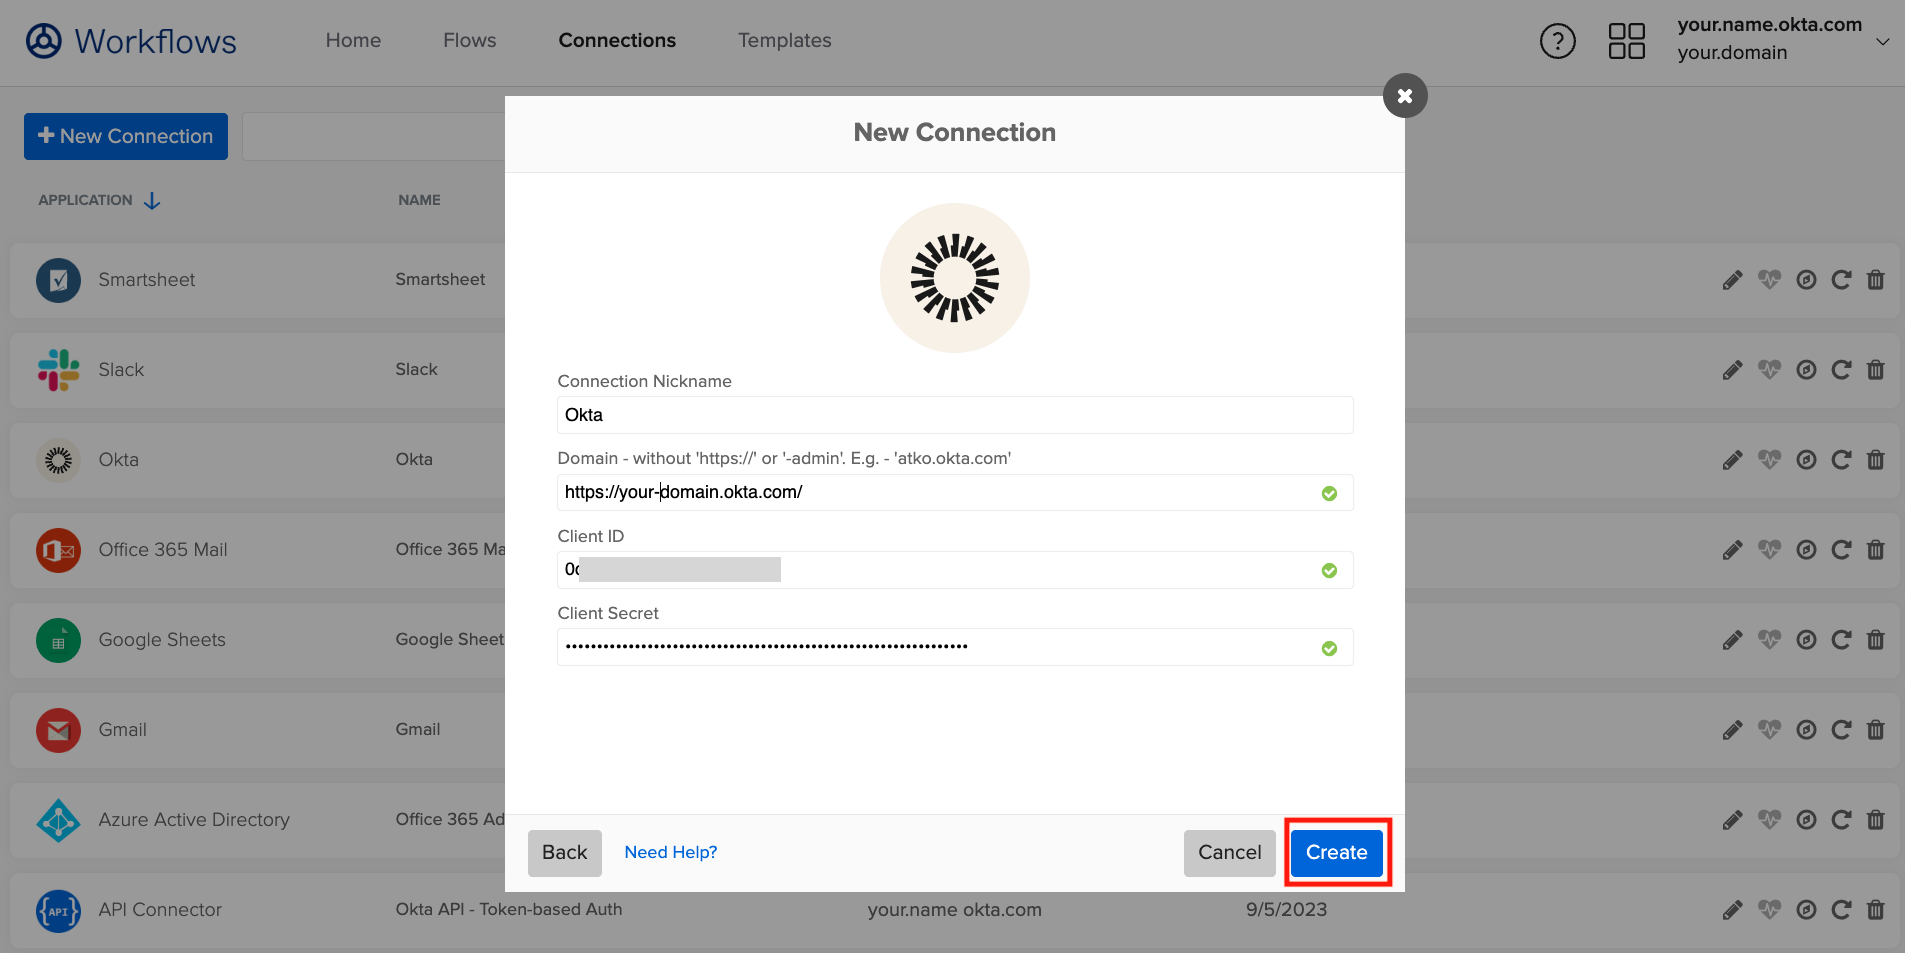 Workflows
Home Flows Connections Templates
?
your.name.okta.com
your.domain
+ New Connection
New Connection
APPLICATION NAME
Smartsheet Smartsheet
Slack Slack
Okta Okta
Office 365 Mail Office 365 Ma
Google Sheets Google Sheet
Gmail Gmail
Azure Active Directory Office 365 Ad
API
API Connector Okta API - Token-based Auth your.name okta.com 9/5/2023
Connection Nickname
Okta
Domain - without 'https://' or '-admin'. E.g. - 'atko.okta.com'
https://your-domain.okta.com/
Client ID
Client Secret
••••••••••••••••••••••••••••••••••••••••••••••••••••••••••••••••
Back Need Help? Cancel Create